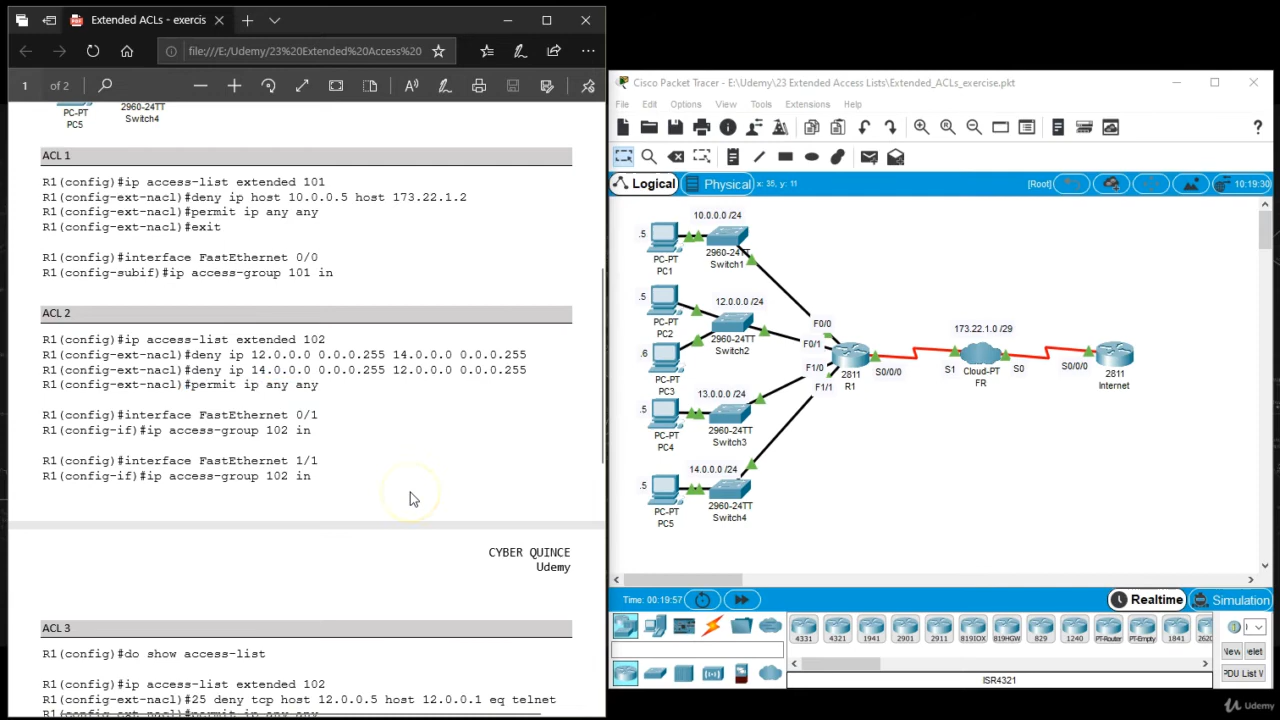 Extended ACLs - exercis
file:///E:/Udemy/23%20Extended%20Access%20
1 of 2
PC-PT
PC5
2960-24TT
Switch4
ACL 1
R1(config)#ip access-list extended 101
R1(config-ext-nacl)#deny ip host 10.0.0.5 host 173.22.1.2
R1(config-ext-nacl)#permit ip any any
R1(config-ext-nacl)#exit
R1(config)#interface FastEthernet 0/0
R1(config-subif)#ip access-group 101 in
ACL 2
R1(config)#ip access-list extended 102
R1(config-ext-nacl)#deny ip 12.0.0.0 0.0.0.255 14.0.0.0 0.0.0.255
R1(config-ext-nacl)#deny ip 14.0.0.0 0.0.0.255 12.0.0.0 0.0.0.255
R1(config-ext-nacl)#permit ip any any
R1(config)#interface FastEthernet 0/1
R1(config-if)#ip access-group 102 in
R1(config)#interface FastEthernet 1/1
R1(config-if)#ip access-group 102 in
CYBER QUINCE
Udemy
ACL 3
R1(config)#do show access-list
R1(config)#ip access-list extended 102
R1(config-ext-nacl)#25 deny tcp host 12.0.0.5 host 12.0.0.1 eq telnet
R1(config-ext-nacl)#permit ip any any
Cisco Packet Tracer - E:\Udemy\23 Extended Access Lists\Extended_ACLs_exercise.pkt
File Edit Options View Tools Extensions Help
Logical Physical x: 35, y: 11 [Root] 10:19:30
10.0.0.0 /24
.5
PC-PT
PC1
2960-24TT
Switch1
12.0.0.0 /24
.5
PC-PT
PC2
2960-24TT
Switch2
.6
PC-PT
PC3
13.0.0.0 /24
.5
PC-PT
PC4
2960-24TT
Switch3
14.0.0.0 /24
.5
PC-PT
PC5
2960-24TT
Switch4
F0/0
F0/1
F1/0
F1/1
2811
R1
S0/0/0
173.22.1.0 /29
S1
Cloud-PT
FR
S0
S0/0/0
2811
Internet
Time: 00:19:57
Realtime Simulation
4331 4321 1941 2901 2911 819IOX 819HGW 829 1240 PT-Router PT-Empty 1841 2620
New elet
PDU List W
ISR4321
Udemy